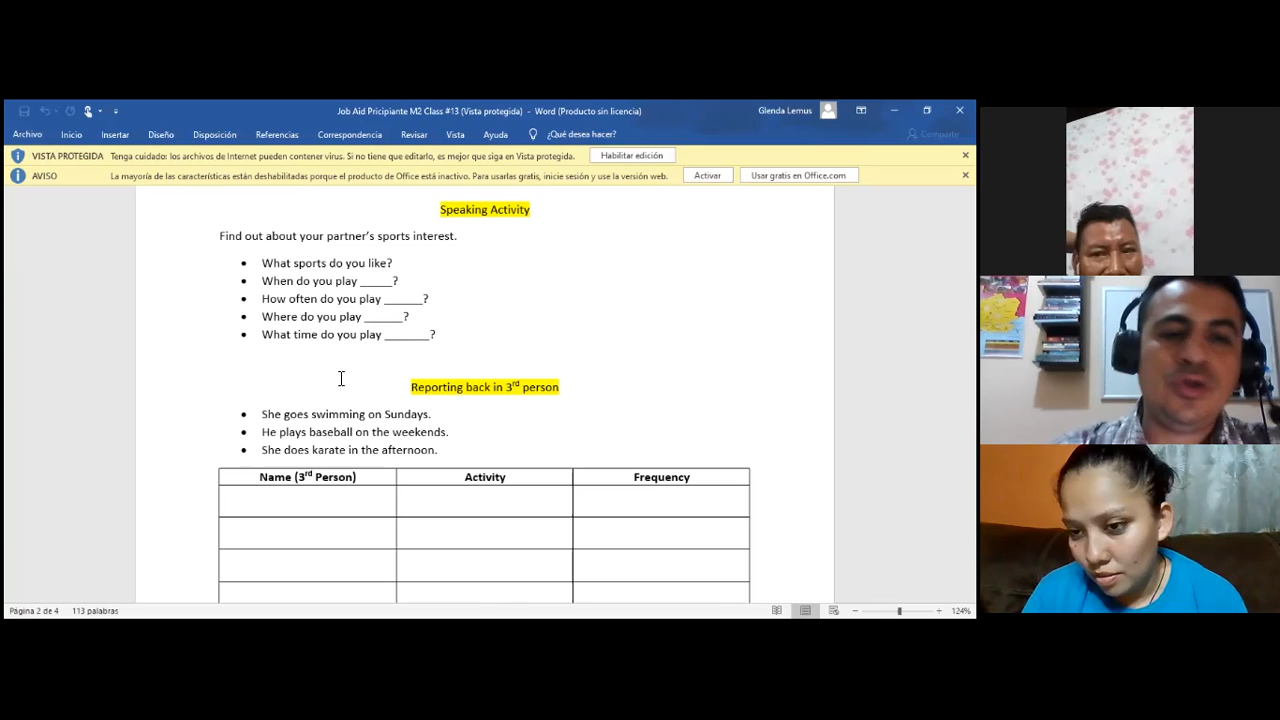 Job Aid Pricipiante M2 Class #13 (Vista protegida) - Word (Producto sin licencia)
Glenda Lemus
Archivo Inicio Insertar Diseño Disposición Referencias Correspondencia Revisar Vista Ayuda ¿Qué desea hacer? Compartir
VISTA PROTEGIDA Tenga cuidado: los archivos de Internet pueden contener virus. Si no tiene que editarlo, es mejor que siga en Vista protegida. Habilitar edición
AVISO La mayoría de las características están deshabilitadas porque el producto de Office está inactivo. Para usarlas gratis, inicie sesión y use la versión web. Activar Usar gratis en Office.com
Speaking Activity
Find out about your partner's sports interest.
• What sports do you like?
• When do you play _____?
• How often do you play ______?
• Where do you play ______?
• What time do you play _______?
Reporting back in 3rd person
• She goes swimming on Sundays.
• He plays baseball on the weekends.
• She does karate in the afternoon.
Name (3rd Person) Activity Frequency
Página 2 de 4 113 palabras 124%